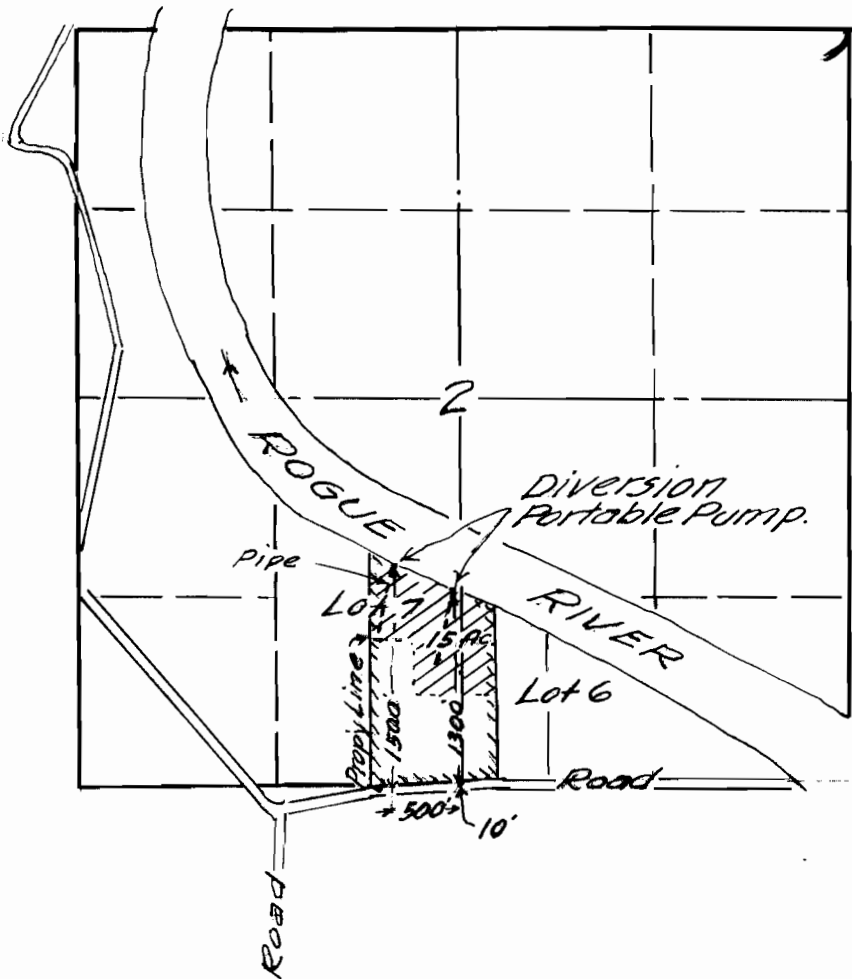 2
ROGUE
RIVER
Diversion
Portable Pump.
Pipe
Lot 7
15 Ac.
Lot 6
Prop. Line
1500
1300
Road
500'
10'
Road